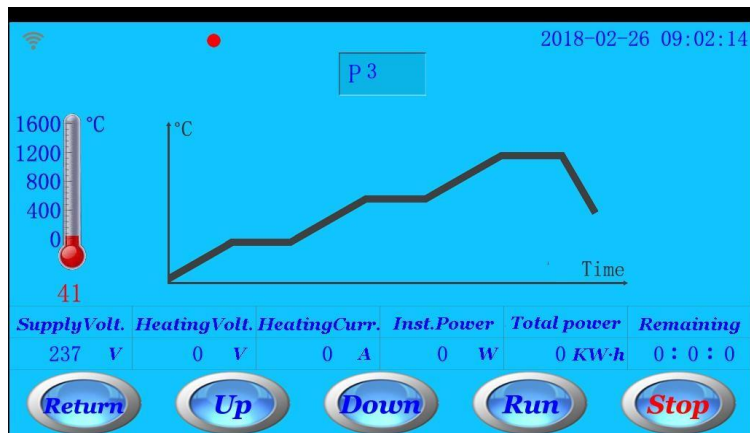 2018-02-26 09:02:14
P 3
1600 °C
1200
800
400
0
41
°C
Time
SupplyVolt. HeatingVolt. HeatingCurr. Inst.Power Total power Remaining
237 V 0 V 0 A 0 W 0 KW·h 0:0:0
Return Up Down Run Stop